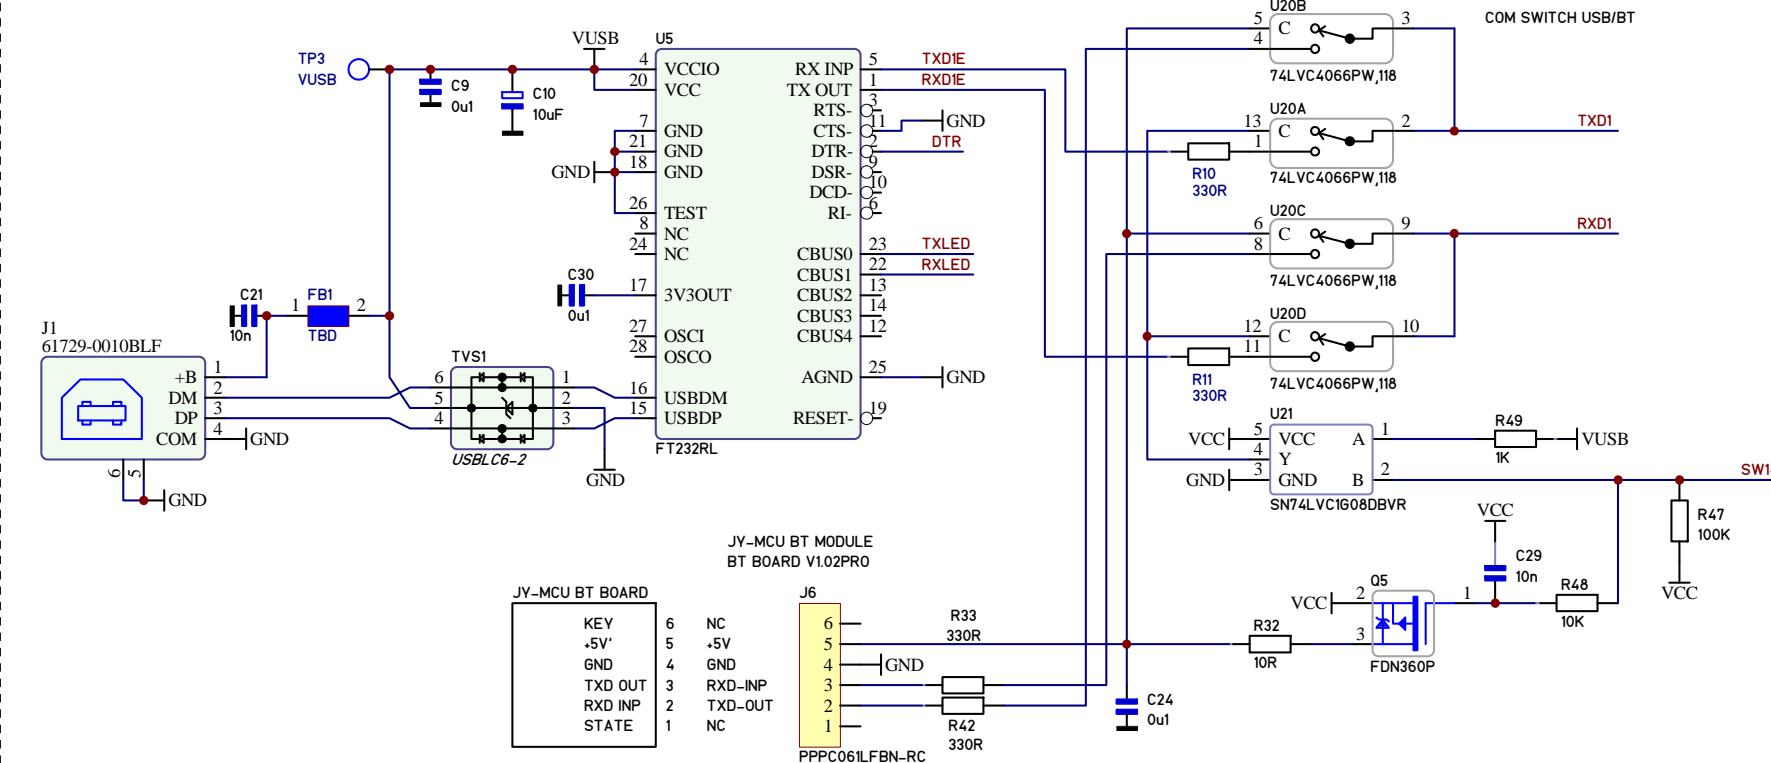 COM SWITCH USB/BT
TP3
VUSB
C9
0u1
C10
10uF
VUSB
U5
4 VCCIO
20 VCC
7 GND
21 GND
18 GND
GND
26 TEST
8 NC
24 NC
17 3V3OUT
27 OSCI
28 OSCO
16 USBDM
15 USBDP
RX INP 5 TXD1E
TX OUT 1 RXD1E
RTS- 3
CTS- 11 GND
DTR- 2 DTR
DSR- 9
DCD- 10
RI- 6
CBUS0 23 TXLED
CBUS1 22 RXLED
CBUS2 13
CBUS3 14
CBUS4 12
AGND 25 GND
RESET- 19
FT232RL
C30
0u1
C21
10n
1 FB1 2
TBD
J1
61729-0010BLF
+B 1
DM 2
DP 3
COM 4 GND
6 5
GND
TVS1
6 1
5 2
4 3
USBLC6-2
GND
U20B
5 C 3
4
74LVC4066PW,118
U20A
13 C 2 TXD1
1
74LVC4066PW,118
R10
330R
U20C
6 C 9 RXD1
8
74LVC4066PW,118
U20D
12 C 10
11
74LVC4066PW,118
R11
330R
U21
VCC 5 VCC A 1
4 Y
GND 3 GND B 2
SN74LVC1G08DBVR
R49
1K
VUSB
R47
100K
VCC
VCC
C29
10n
R48
10K
Q5
VCC 2 1
3
FDN360P
R32
10R
C24
0u1
JY-MCU BT MODULE
BT BOARD V1.02PRO
JY-MCU BT BOARD
KEY 6 NC
+5V' 5 +5V
GND 4 GND
TXD OUT 3 RXD-INP
RXD INP 2 TXD-OUT
STATE 1 NC
J6
6
5
4 GND
3
2
1
PPPC061LFBN-RC
R33
330R
R42
330R